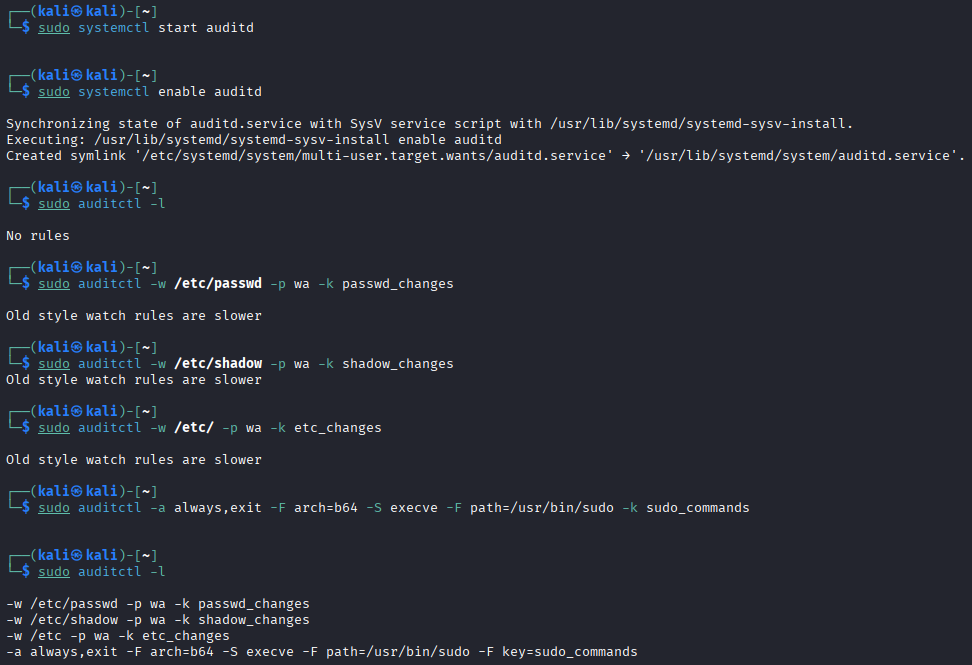 ┌──(kali㉿kali)-[~]
└─$ sudo systemctl start auditd
┌──(kali㉿kali)-[~]
└─$ sudo systemctl enable auditd
Synchronizing state of auditd.service with SysV service script with /usr/lib/systemd/systemd-sysv-install.
Executing: /usr/lib/systemd/systemd-sysv-install enable auditd
Created symlink '/etc/systemd/system/multi-user.target.wants/auditd.service' → '/usr/lib/systemd/system/auditd.service'.
┌──(kali㉿kali)-[~]
└─$ sudo auditctl -l
No rules
┌──(kali㉿kali)-[~]
└─$ sudo auditctl -w /etc/passwd -p wa -k passwd_changes
Old style watch rules are slower
┌──(kali㉿kali)-[~]
└─$ sudo auditctl -w /etc/shadow -p wa -k shadow_changes
Old style watch rules are slower
┌──(kali㉿kali)-[~]
└─$ sudo auditctl -w /etc/ -p wa -k etc_changes
Old style watch rules are slower
┌──(kali㉿kali)-[~]
└─$ sudo auditctl -a always,exit -F arch=b64 -S execve -F path=/usr/bin/sudo -k sudo_commands
┌──(kali㉿kali)-[~]
└─$ sudo auditctl -l
-w /etc/passwd -p wa -k passwd_changes
-w /etc/shadow -p wa -k shadow_changes
-w /etc -p wa -k etc_changes
-a always,exit -F arch=b64 -S execve -F path=/usr/bin/sudo -F key=sudo_commands